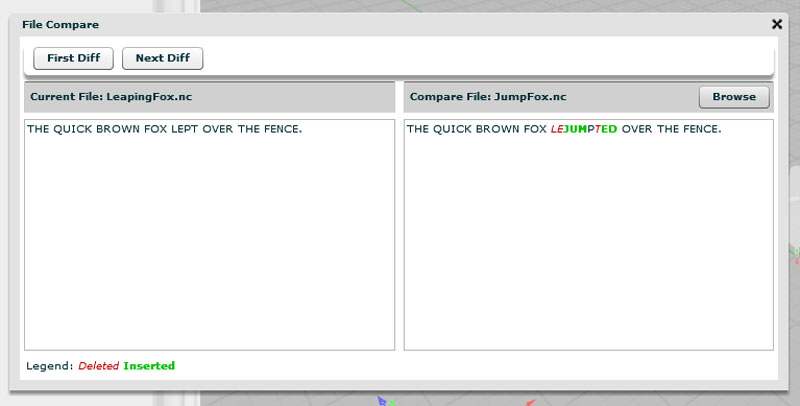 File Compare
First Diff Next Diff
Current File: LeapingFox.nc
Compare File: JumpFox.nc Browse
THE QUICK BROWN FOX LEPT OVER THE FENCE.
THE QUICK BROWN FOX LEJUMPTED OVER THE FENCE.
Legend: Deleted Inserted